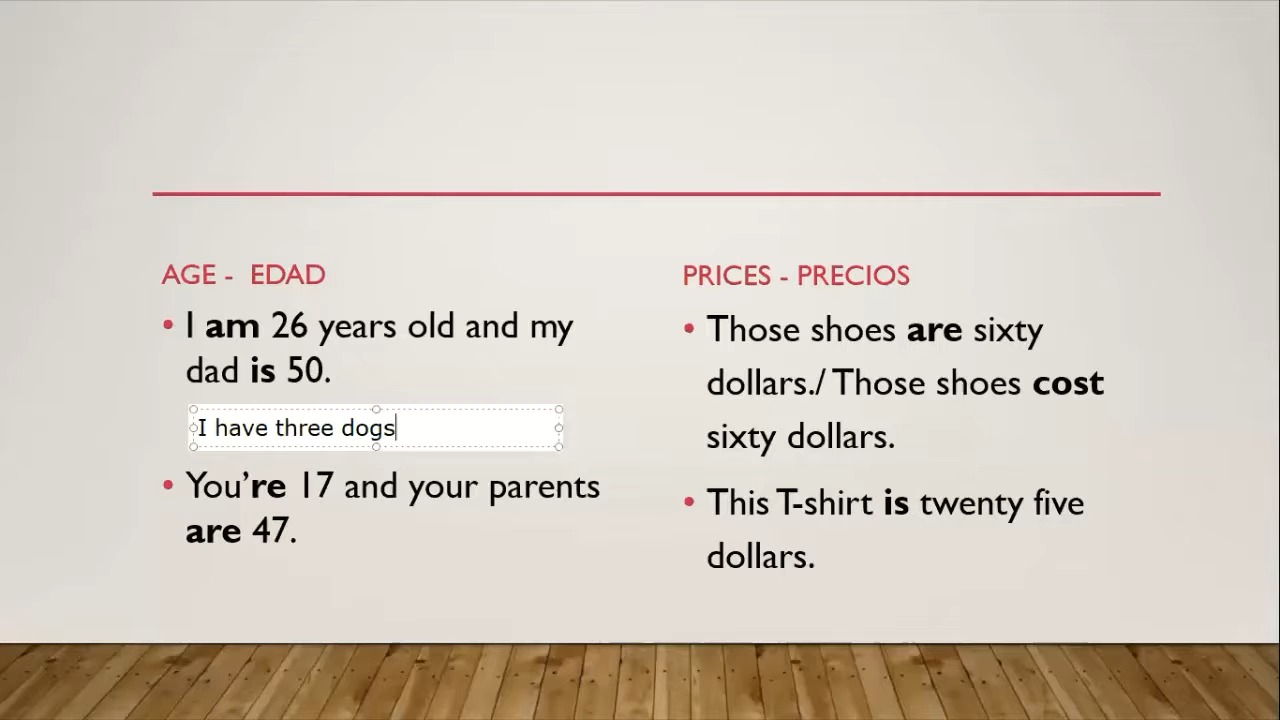 AGE - EDAD
I am 26 years old and my
dad is 50.
I have three dogs
You're 17 and your parents
are 47.
PRICES - PRECIOS
Those shoes are sixty
dollars./ Those shoes cost
sixty dollars.
This T-shirt is twenty five
dollars.